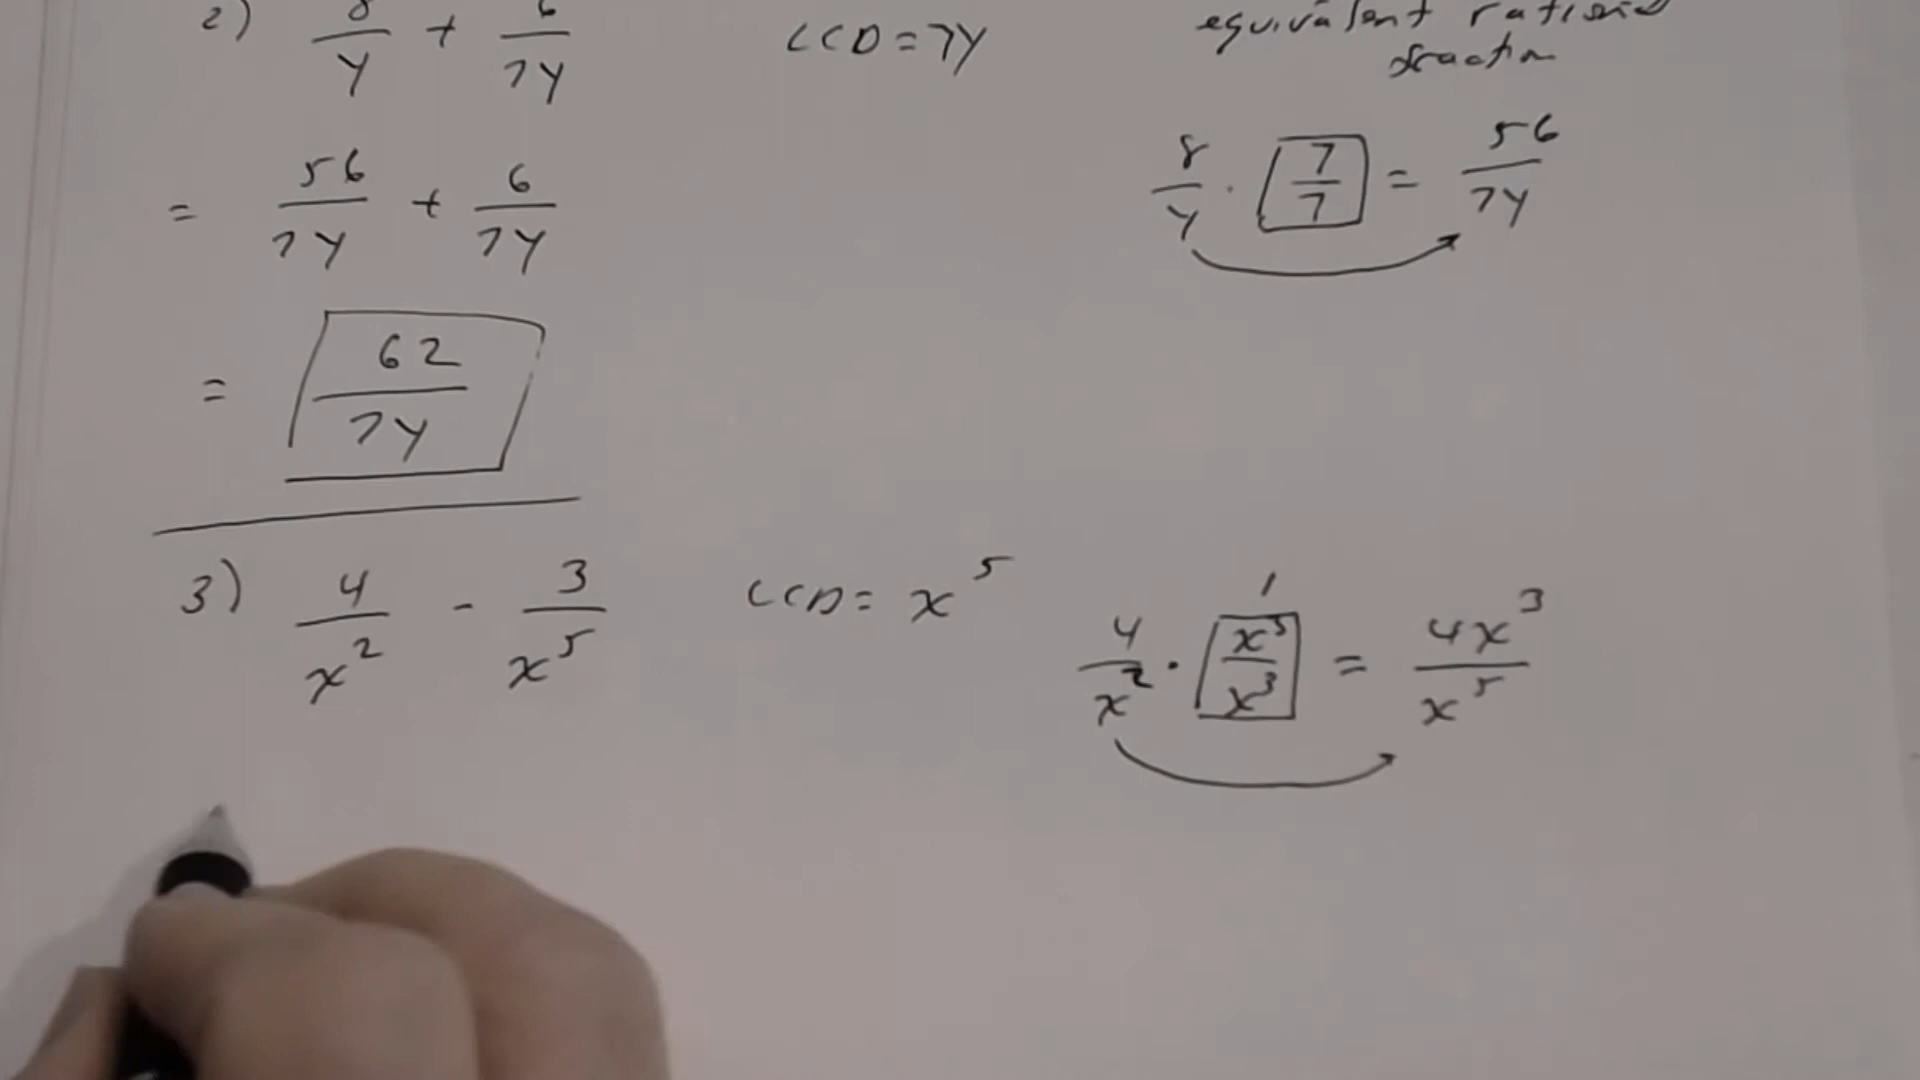 2) 8/y + 6/7y LCD = 7y equivalent rational
fraction
= 56/7y + 6/7y 8/y · 7/7 = 56/7y
= 62/7y
3) 4/x² - 3/x⁵ LCD = x⁵ 1
4/x² · x³/x³ = 4x³/x⁵